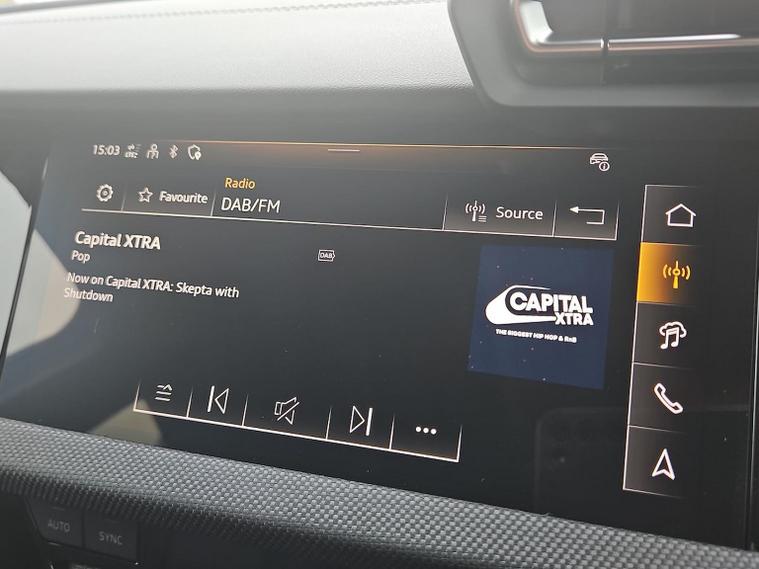 15:03
Radio
Favourite
DAB/FM
Source
Capital XTRA
Pop
DAB
Now on Capital XTRA: Skepta with
Shutdown
CAPITAL
XTRA
THE BIGGEST HIP HOP & RnB
AUTO
SYNC